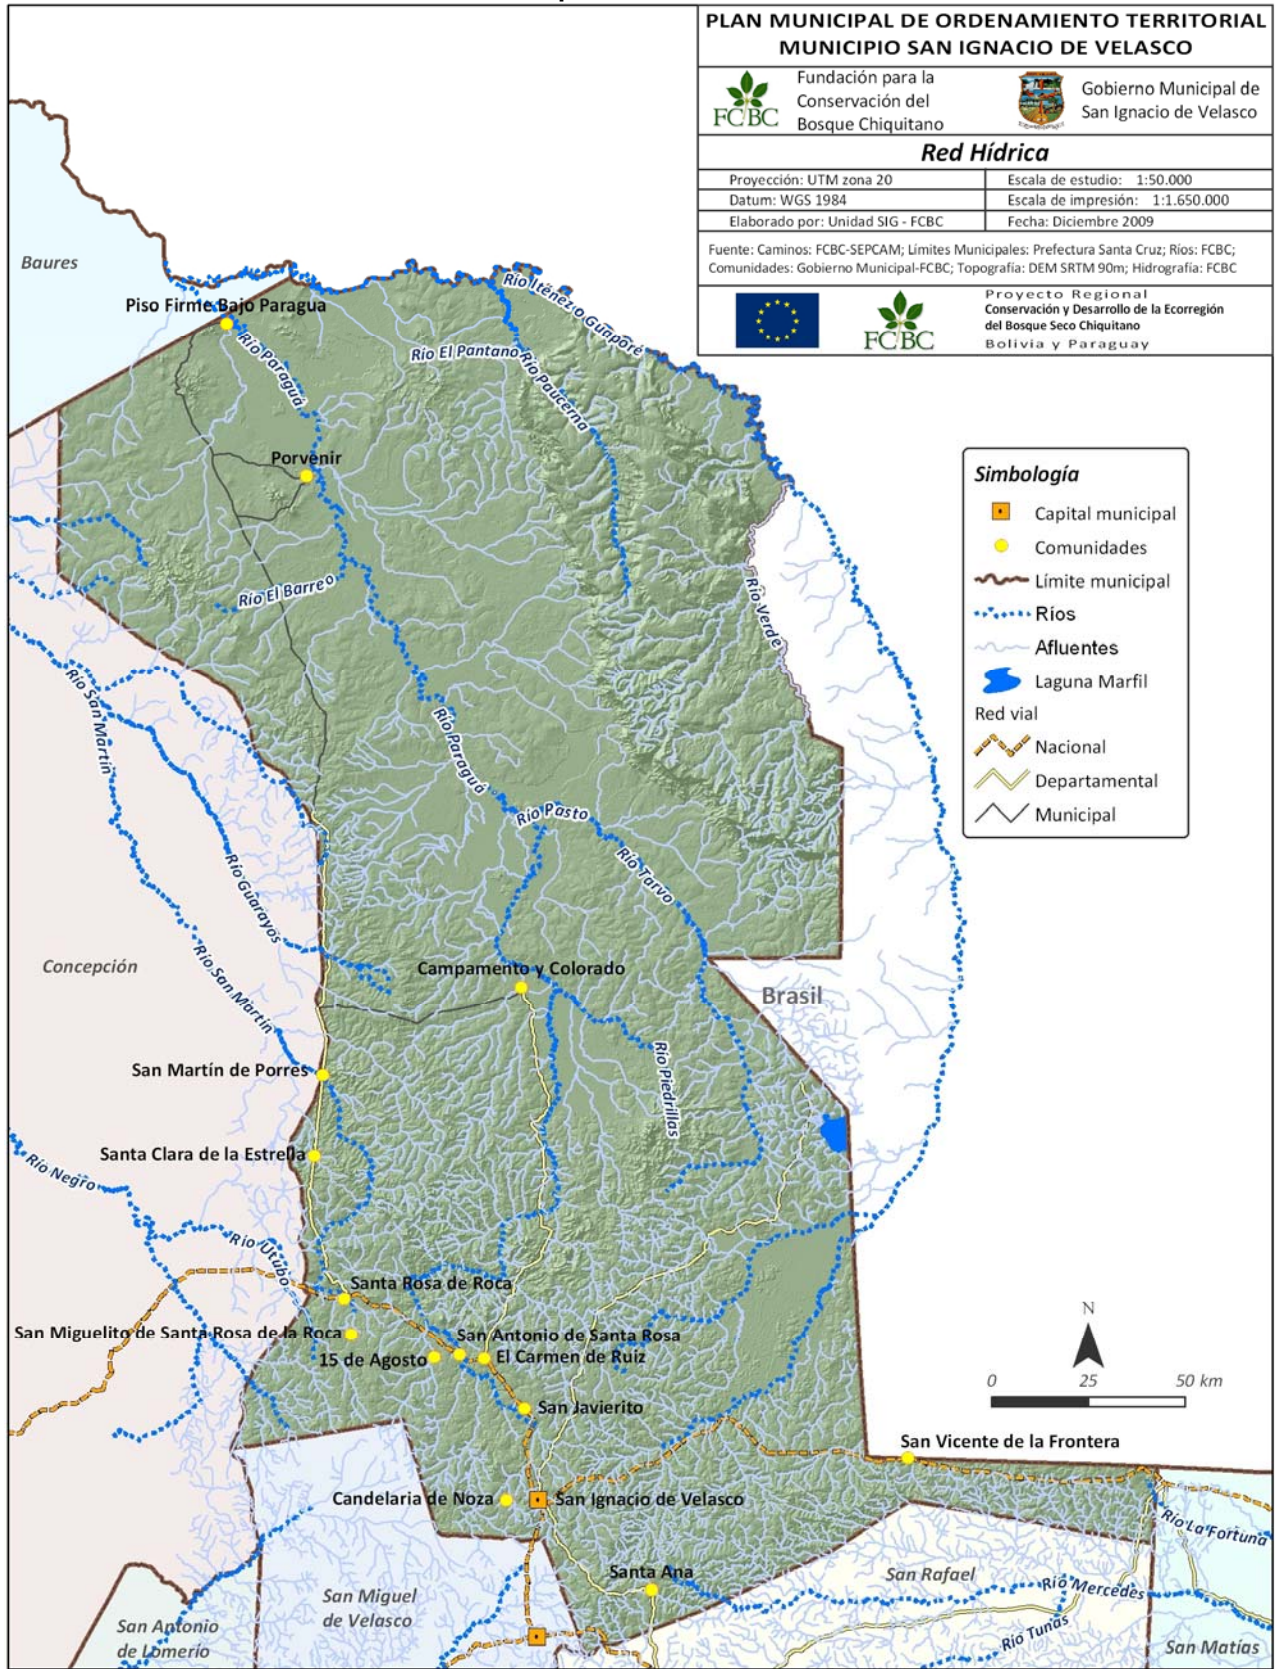 PLAN MUNICIPAL DE ORDENAMIENTO TERRITORIAL
MUNICIPIO SAN IGNACIO DE VELASCO
FCBC
Fundación para la
Conservación del
Bosque Chiquitano
Gobierno Municipal de
San Ignacio de Velasco
Red Hídrica
Proyección: UTM zona 20
Escala de estudio: 1:50.000
Datum: WGS 1984
Escala de impresión: 1:1.650.000
Elaborado por: Unidad SIG - FCBC
Fecha: Diciembre 2009
Fuente: Caminos: FCBC-SEPCAM; Límites Municipales: Prefectura Santa Cruz; Ríos: FCBC;
Comunidades: Gobierno Municipal-FCBC; Topografía: DEM SRTM 90m; Hidrografía: FCBC
FCBC
Proyecto Regional
Conservación y Desarrollo de la Ecorregión
del Bosque Seco Chiquitano
Bolivia y Paraguay
Simbología
Capital municipal
Comunidades
Límite municipal
Ríos
Afluentes
Laguna Marfil
Red vial
Nacional
Departamental
Municipal
Baures
Piso Firme Bajo Paragua
Río Iténez o Guaporé
Río Paraguá
Río El Pantano
Río Paucerna
Porvenir
Río El Barreo
Río Verde
Río San Martín
Río Paraguá
Río Pasto
Río Tarvo
Río Guarayos
Río San Martín
Concepción
Campamento y Colorado
Brasil
Río Piedrillas
San Martín de Porres
Santa Clara de la Estrella
Río Negro
Río Utubo
Santa Rosa de Roca
San Miguelito de Santa Rosa de la Roca
San Antonio de Santa Rosa
15 de Agosto
El Carmen de Ruiz
San Javierito
N
0 25 50 km
San Vicente de la Frontera
Candelaria de Noza
San Ignacio de Velasco
Río La Fortuna
Santa Ana
San Rafael
Río Mercedes
San Miguel
de Velasco
San Antonio
de Lomerío
Río Tunas
San Matías